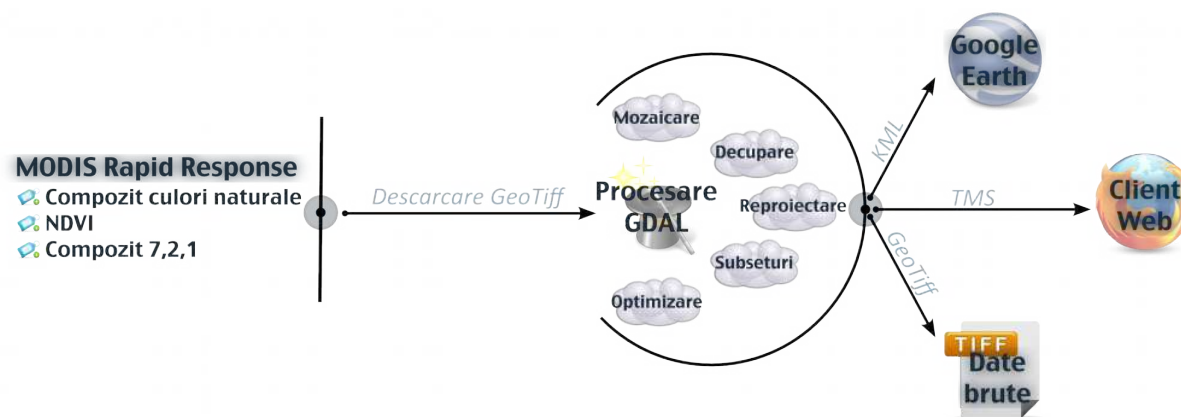 MODIS Rapid Response
Compozit culori naturale
NDVI
Compozit 7,2,1
Descarcare GeoTiff
Mozaicare
Decupare
Procesare
GDAL
Reproiectare
Subseturi
Optimizare
KML
TMS
GeoTiff
Google
Earth
Client
Web
TIFF
Date
brute